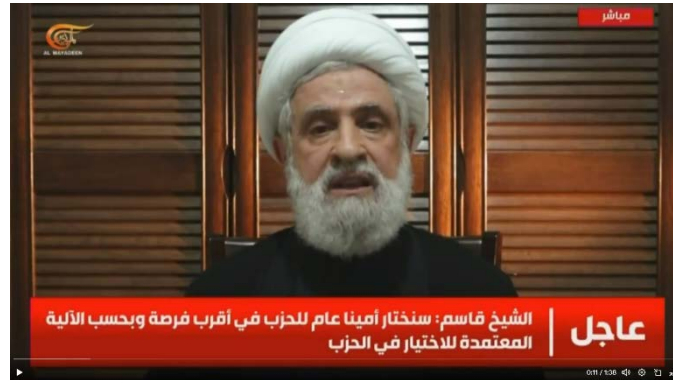 مباشر
AL MAYADEEN
عاجل
الشيخ قاسم: سنختار أمينا عام للحزب في أقرب فرصة وبحسب الآلية
المعتمدة للاختيار في الحزب
0:11 / 1:38